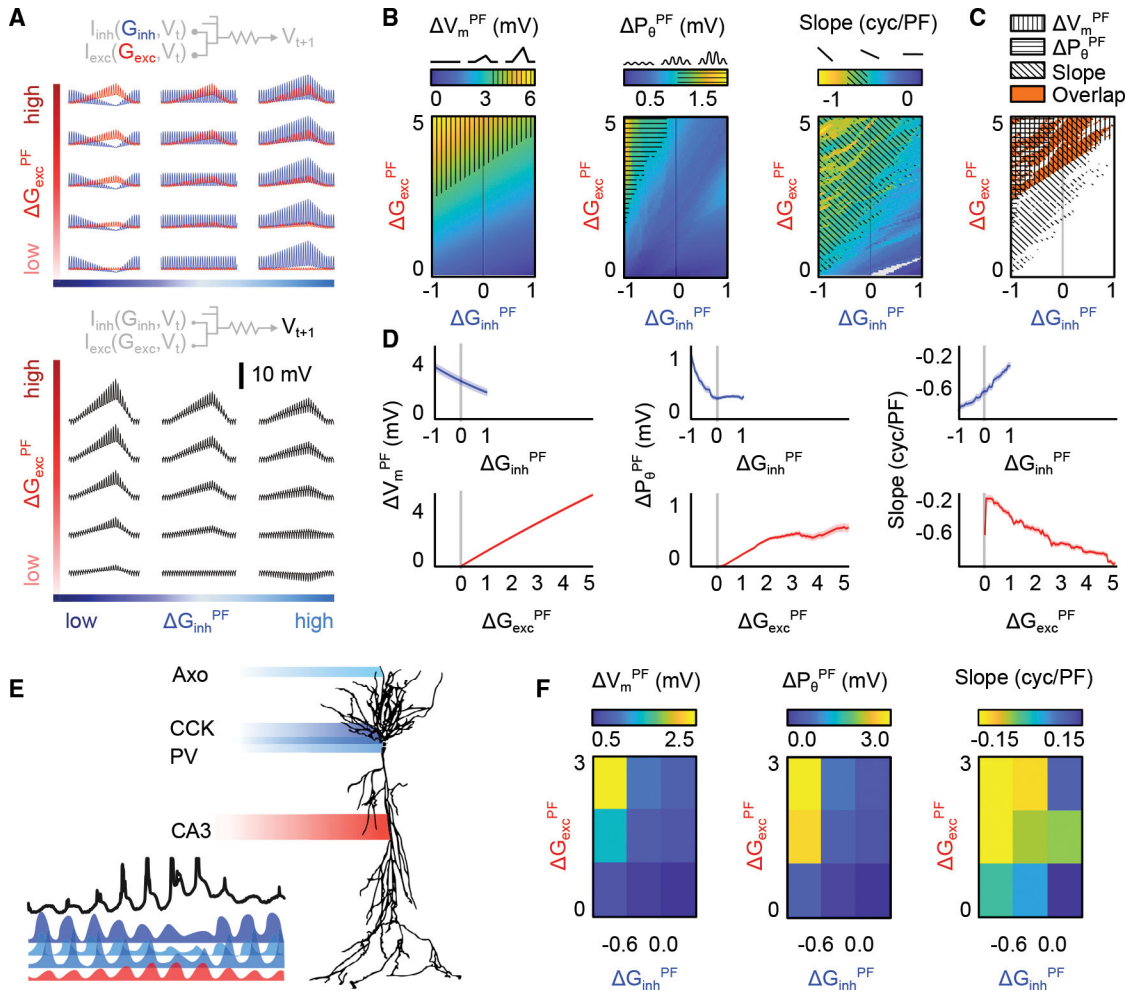 A
I_inh(G_inh,V_t)
I_exc(G_exc,V_t)
V_t+1
high
ΔG_exc^PF
low
I_inh(G_inh,V_t)
I_exc(G_exc,V_t)
V_t+1
10 mV
high
ΔG_exc^PF
low
low ΔG_inh^PF high
B
ΔV_m^PF (mV)
0 3 6
5
ΔG_exc^PF
0
-1 0 1
ΔG_inh^PF
ΔP_θ^PF (mV)
0.5 1.5
5
ΔG_exc^PF
0
-1 0 1
ΔG_inh^PF
Slope (cyc/PF)
-1 0
5
ΔG_exc^PF
0
-1 0 1
ΔG_inh^PF
C
ΔV_m^PF
ΔP_θ^PF
Slope
Overlap
5
ΔG_exc^PF
0
-1 0 1
ΔG_inh^PF
D
ΔV_m^PF (mV)
4
0
-1 0 1
ΔG_inh^PF
4
0
0 1 2 3 4 5
ΔG_exc^PF
ΔP_θ^PF (mV)
1
0
-1 0 1
ΔG_inh^PF
1
0
0 1 2 3 4 5
ΔG_exc^PF
Slope (cyc/PF)
-0.2
-0.6
-1 0 1
ΔG_inh^PF
-0.2
-0.6
0 1 2 3 4 5
ΔG_exc^PF
E
Axo
CCK
PV
CA3
F
ΔV_m^PF (mV)
0.5 2.5
3
ΔG_exc^PF
0
-0.6 0.0
ΔG_inh^PF
ΔP_θ^PF (mV)
0.0 3.0
3
ΔG_exc^PF
0
-0.6 0.0
ΔG_inh^PF
Slope (cyc/PF)
-0.15 0.15
3
ΔG_exc^PF
0
-0.6 0.0
ΔG_inh^PF